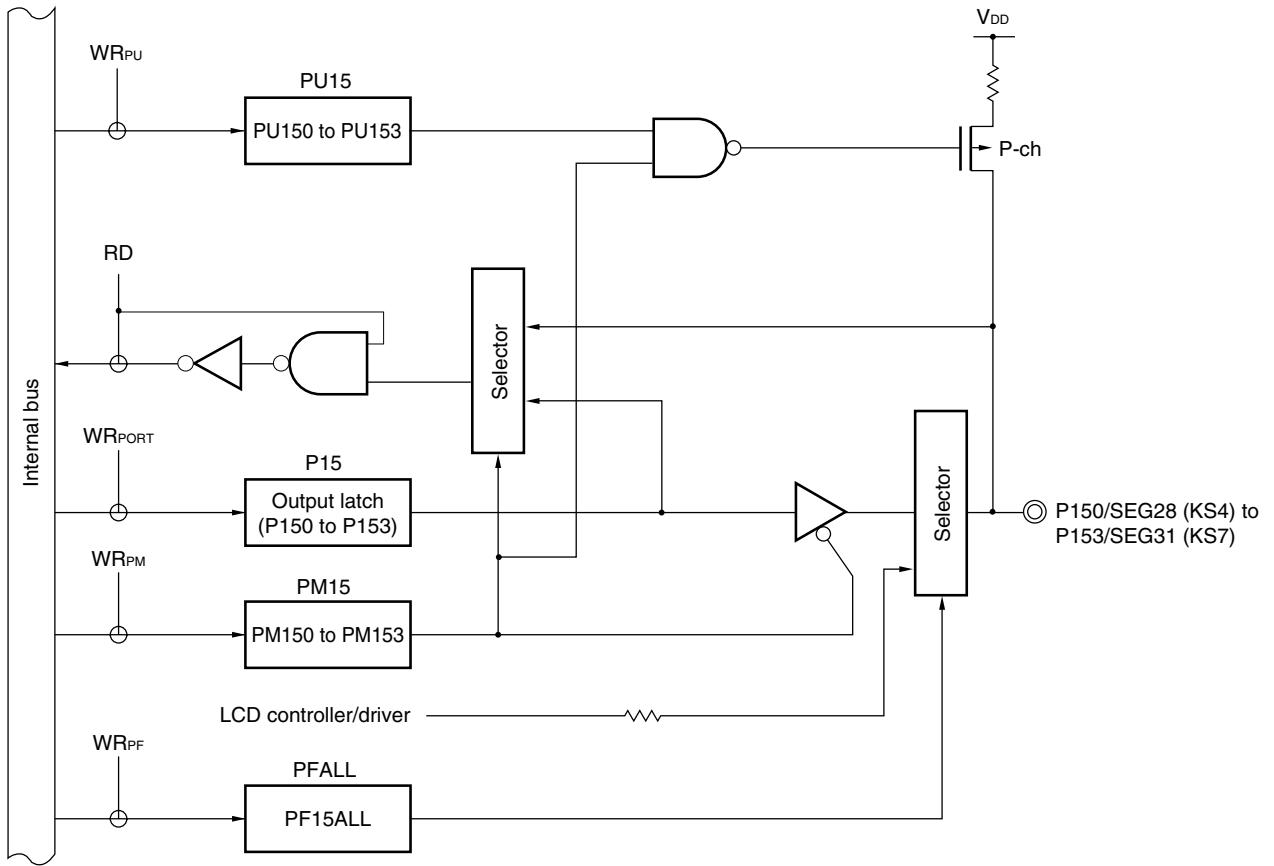 VDD
WRPU
PU15
PU150 to PU153
P-ch
RD
Selector
Internal bus
WRPORT
P15
Output latch
(P150 to P153)
Selector
P150/SEG28 (KS4) to
P153/SEG31 (KS7)
WRPM
PM15
PM150 to PM153
LCD controller/driver
WRPF
PFALL
PF15ALL